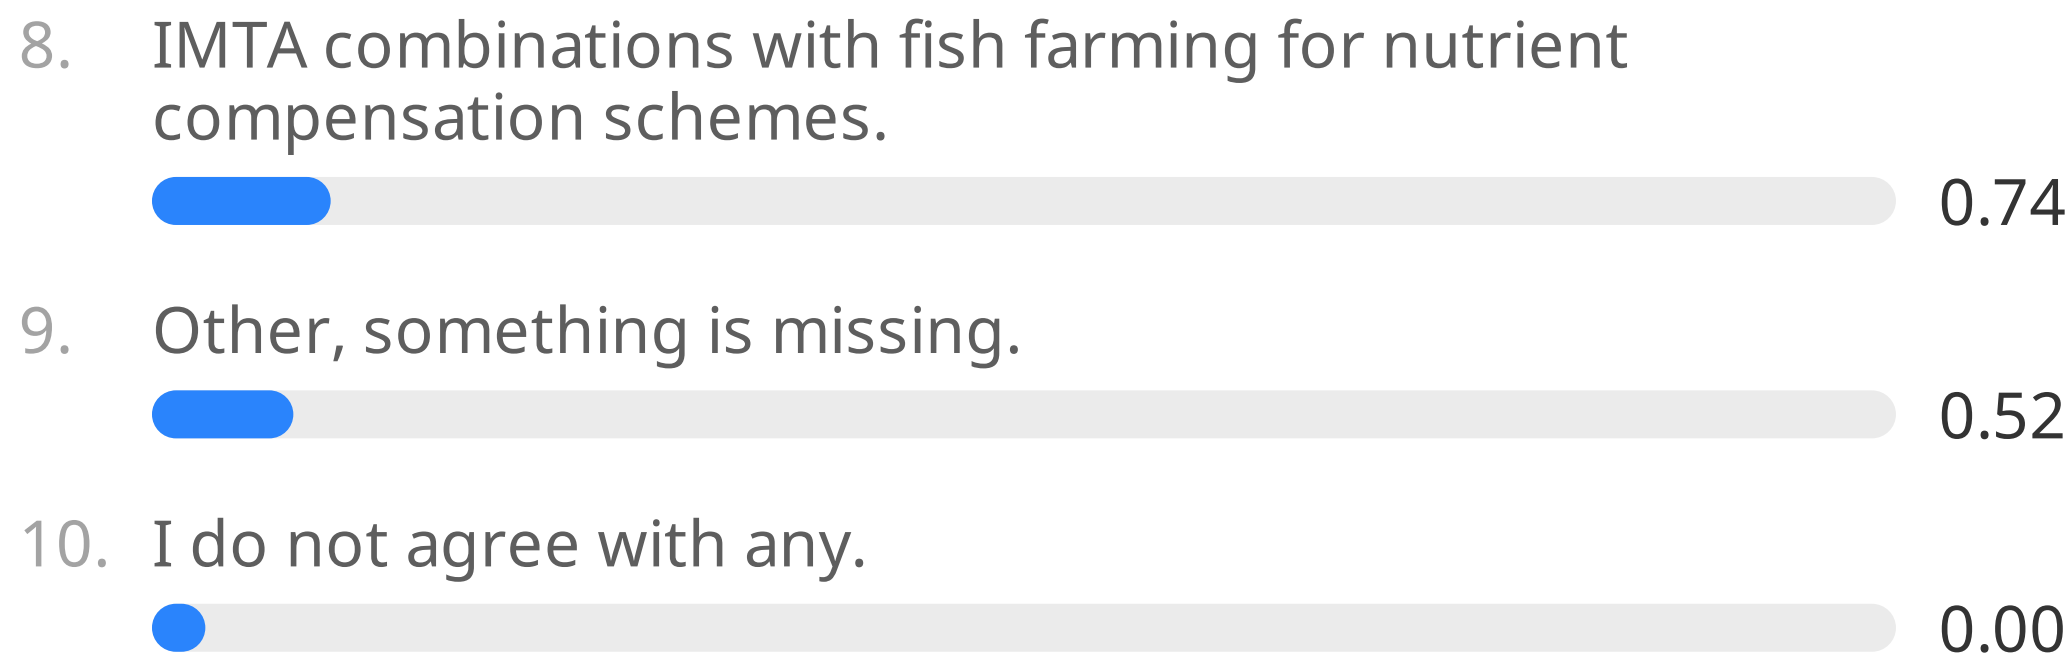 8. IMTA combinations with fish farming for nutrient
compensation schemes.
0.74
9. Other, something is missing.
0.52
10. I do not agree with any.
0.00